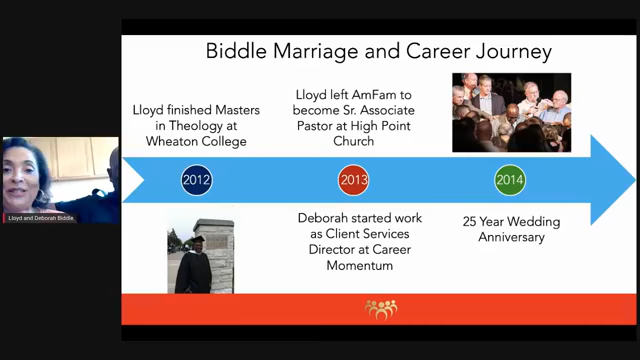 Biddle Marriage and Career Journey
Lloyd finished Masters
in Theology at
Wheaton College
Lloyd left AmFam to
become Sr. Associate
Pastor at High Point
Church
2012
2013
2014
Deborah started work
as Client Services
Director at Career
Momentum
25 Year Wedding
Anniversary
Lloyd and Deborah Biddle